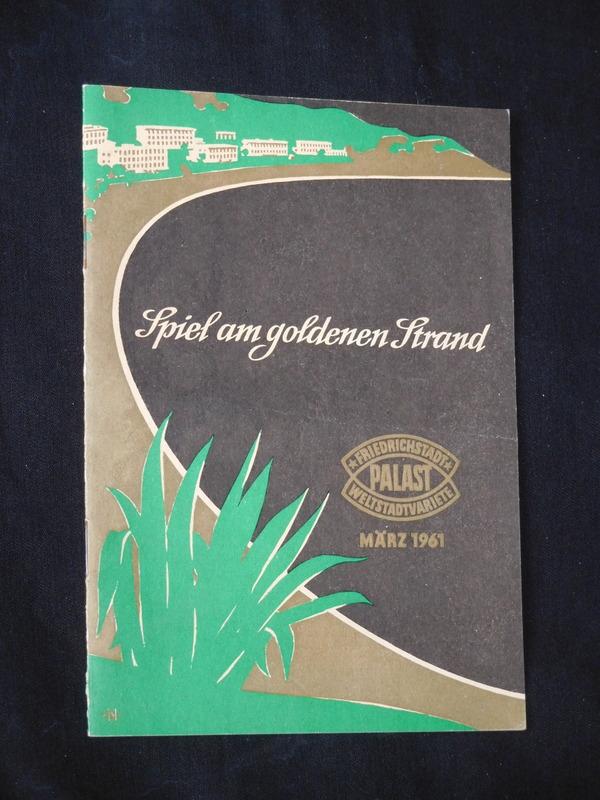 Spiel am goldenen Strand
★ FRIEDRICHSTADT ★
PALAST
WELTSTADTVARIETE
MÄRZ 1961